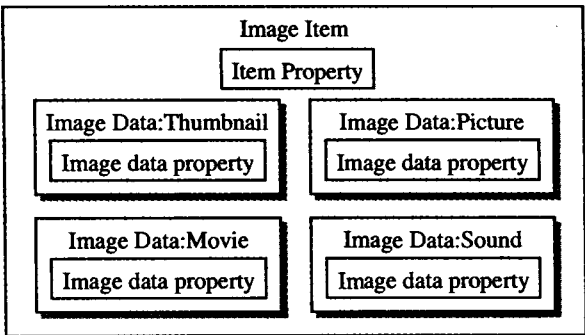 Image Item
Item Property
Image Data:Thumbnail
Image data property
Image Data:Picture
Image data property
Image Data:Movie
Image data property
Image Data:Sound
Image data property